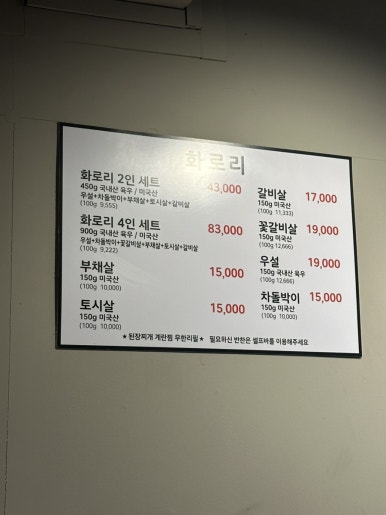 화로리
화로리 2인 세트 43,000
450g 국내산 육우 / 미국산
우설+차돌박이+부채살+토시살+갈비살
(100g 9,555)
화로리 4인 세트 83,000
900g 국내산 육우 / 미국산
우설+차돌박이+꽃갈비살+부채살+토시살+갈비살
(100g 9,222)
부채살 15,000
150g 미국산
(100g 10,000)
토시살 15,000
150g 미국산
(100g 10,000)
갈비살 17,000
150g 미국산
(100g 11,333)
꽃갈비살 19,000
150g 미국산
(100g 12,666)
우설 19,000
150g 국내산 육우
(100g 12,666)
차돌박이 15,000
150g 미국산
(100g 10,000)
★된장찌개 계란찜 무한리필★ 필요하신 반찬은 셀프바를 이용해주세요